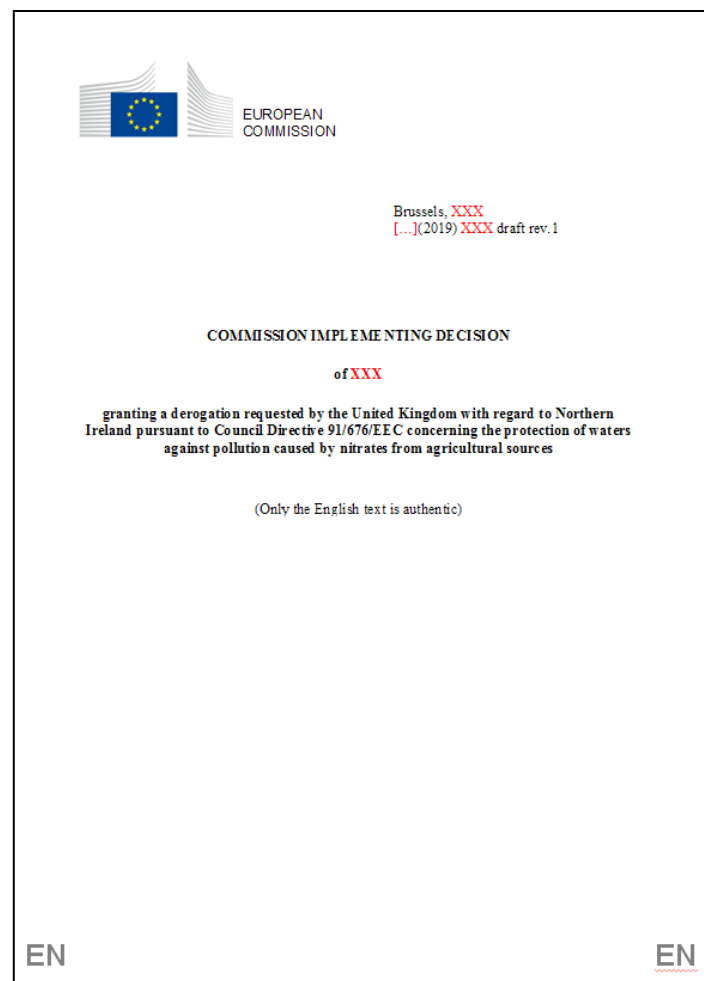 EUROPEAN
COMMISSION
Brussels, XXX
[...](2019) XXX draft rev.1
COMMISSION IMPLEMENTING DECISION
of XXX
granting a derogation requested by the United Kingdom with regard to Northern
Ireland pursuant to Council Directive 91/676/EEC concerning the protection of waters
against pollution caused by nitrates from agricultural sources
(Only the English text is authentic)
EN
EN